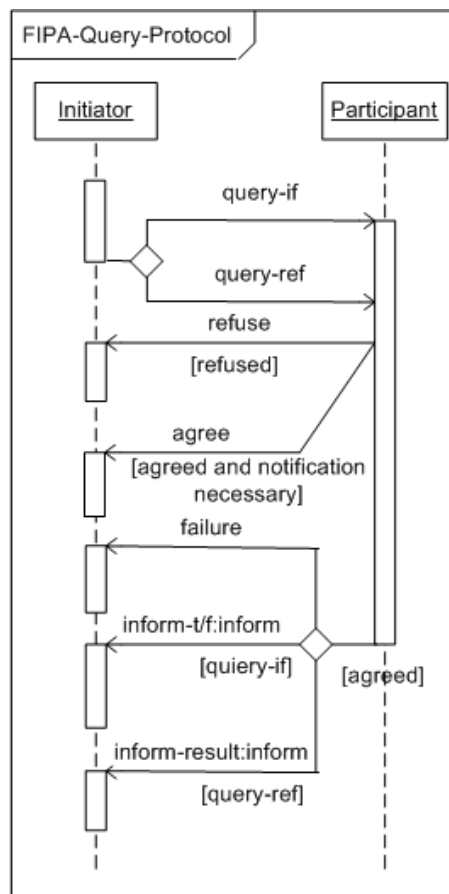 FIPA-Query-Protocol
Initiator
Participant
query-if
query-ref
refuse
[refused]
agree
[agreed and notification
necessary]
failure
inform-t/f:inform
[quiery-if]
[agreed]
inform-result:inform
[query-ref]